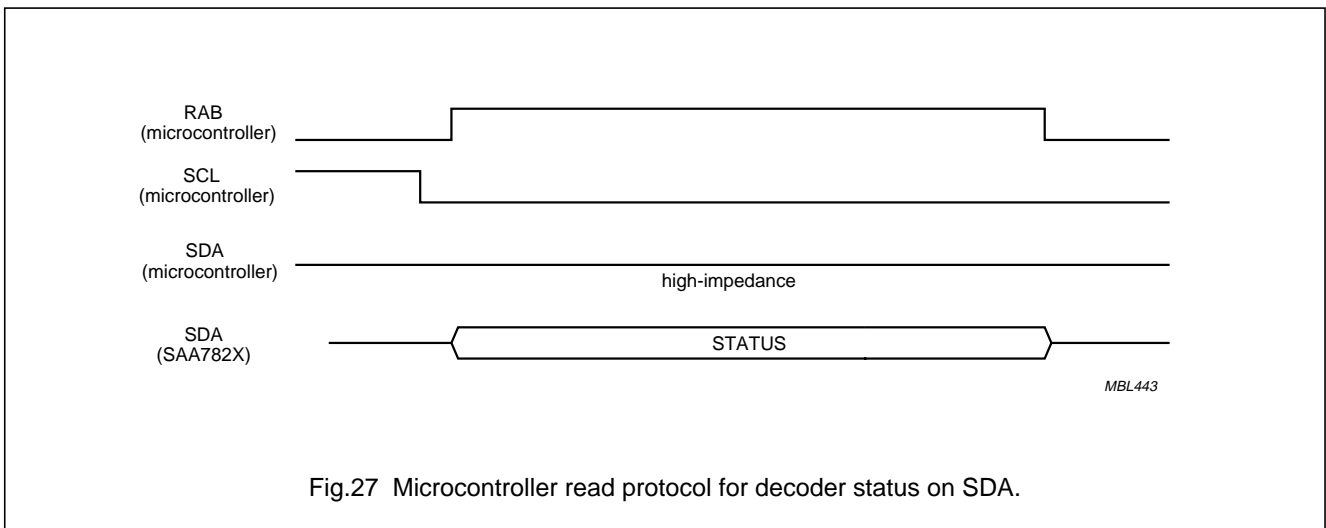 RAB
(microcontroller)
SCL
(microcontroller)
SDA
(microcontroller)
high-impedance
SDA
(SAA782X)
STATUS
MBL443
Fig.27 Microcontroller read protocol for decoder status on SDA.